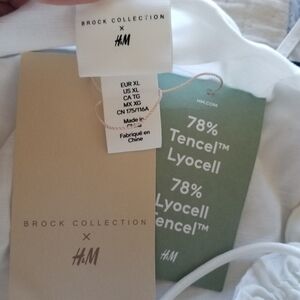 BROCK COLLECTION
×
H&M
EUR XL
US XL
CA TG
MX XG
CN 175/116A
Made in
Fabriqué en
Chine
HM.COM
78%
Tencel™
Lyocell
78%
Lyocell
encel™
H&M
BROCK COLLECTION
×
H&M